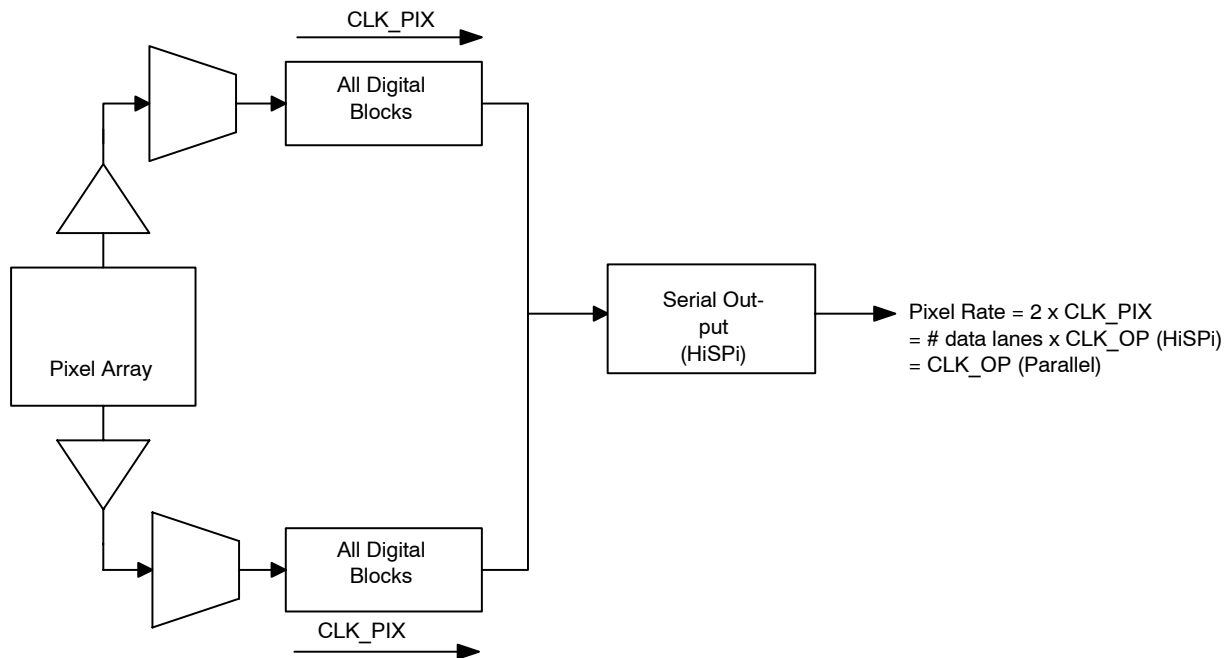 CLK_PIX
All Digital
Blocks
Pixel Array
Serial Out-
put
(HiSPi)
Pixel Rate = 2 x CLK_PIX
= # data lanes x CLK_OP (HiSPi)
= CLK_OP (Parallel)
All Digital
Blocks
CLK_PIX